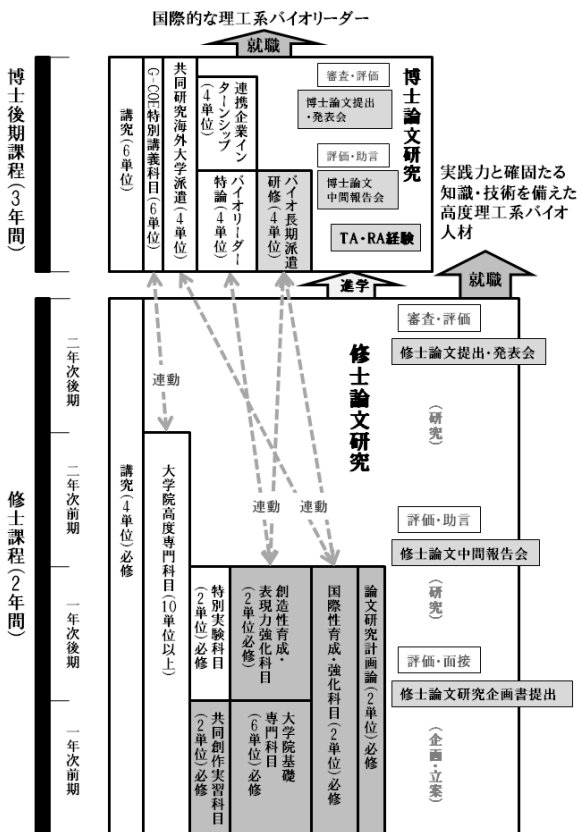 国際的な理工系バイオリーダー
就職
博士後期課程(3年間)
講究(6単位)
G-COE特別講義科目(6単位)
共同研究海外大学派遣(4単位)
連携企業イン
ターンシップ
(4単位)
バイオリーダー
特論(4単位)
バイオ長期派遣
研修(4単位)
博士論文研究
審査・評価
博士論文提出
・発表会
評価・助言
博士論文
中間報告会
TA・RA経験
実践力と確固たる
知識・技術を備えた
高度理工系バイオ
人材
就職
進学
修士課程(2年間)
二年次後期
二年次前期
一年次後期
一年次前期
講究(4単位)必修
大学院高度専門科目(10単位以上)
連動
連動
連動
特別実験科目
(2単位)必修
共同創作実習科目
(2単位)必修
創造性育成・
表現力強化科目
(2単位必修)
大学院基礎
専門科目
(6単位)必修
国際性育成・強化科目(2単位)必修
論文研究計画論(2単位)必修
修士論文研究
審査・評価
修士論文提出・発表会
(研究)
評価・助言
修士論文中間報告会
(研究)
評価・面接
修士論文研究企画書提出
(企画・立案)